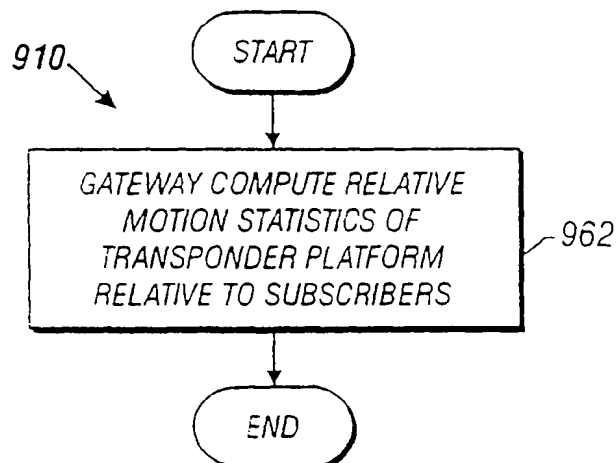 910
START
GATEWAY COMPUTE RELATIVE
MOTION STATISTICS OF
TRANSPONDER PLATFORM
RELATIVE TO SUBSCRIBERS
962
END